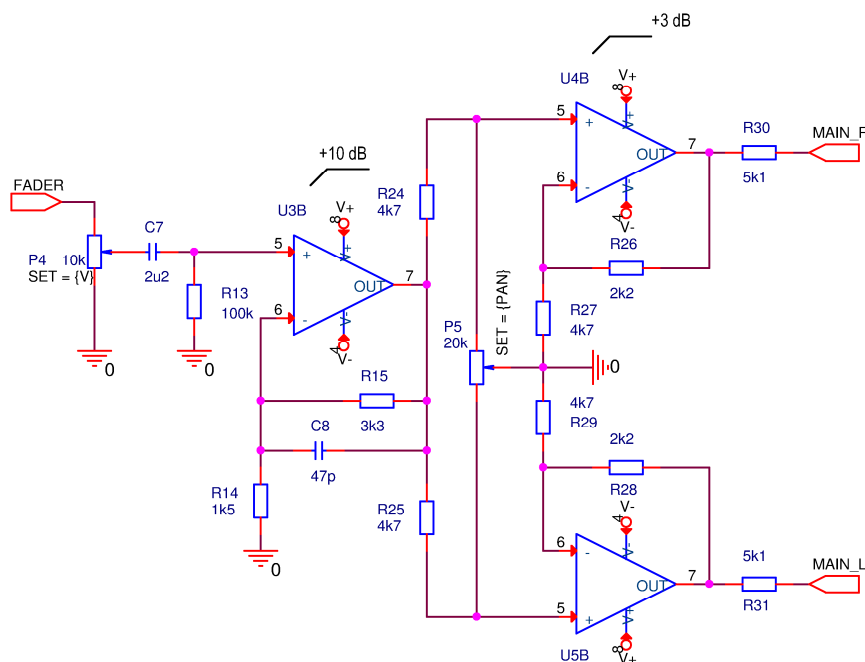 +3 dB
U4B
V+
8
V+
5
+
R30
MAIN_R
OUT
7
5k1
6
-
V-
4
V-
+10 dB
R24
4k7
FADER
U3B
V+
8
V+
C7
5
+
R26
P4
10k
2u2
7
OUT
2k2
SET = {V}
R13
100k
6
-
V-
4
V-
R27
4k7
P5
20k
SET = {PAN}
0
0
0
R15
3k3
4k7
R29
C8
47p
2k2
R28
R14
1k5
R25
4k7
V-
4
V-
6
-
5k1
MAIN_L
OUT
7
R31
0
5
+
V+
8
V+
U5B